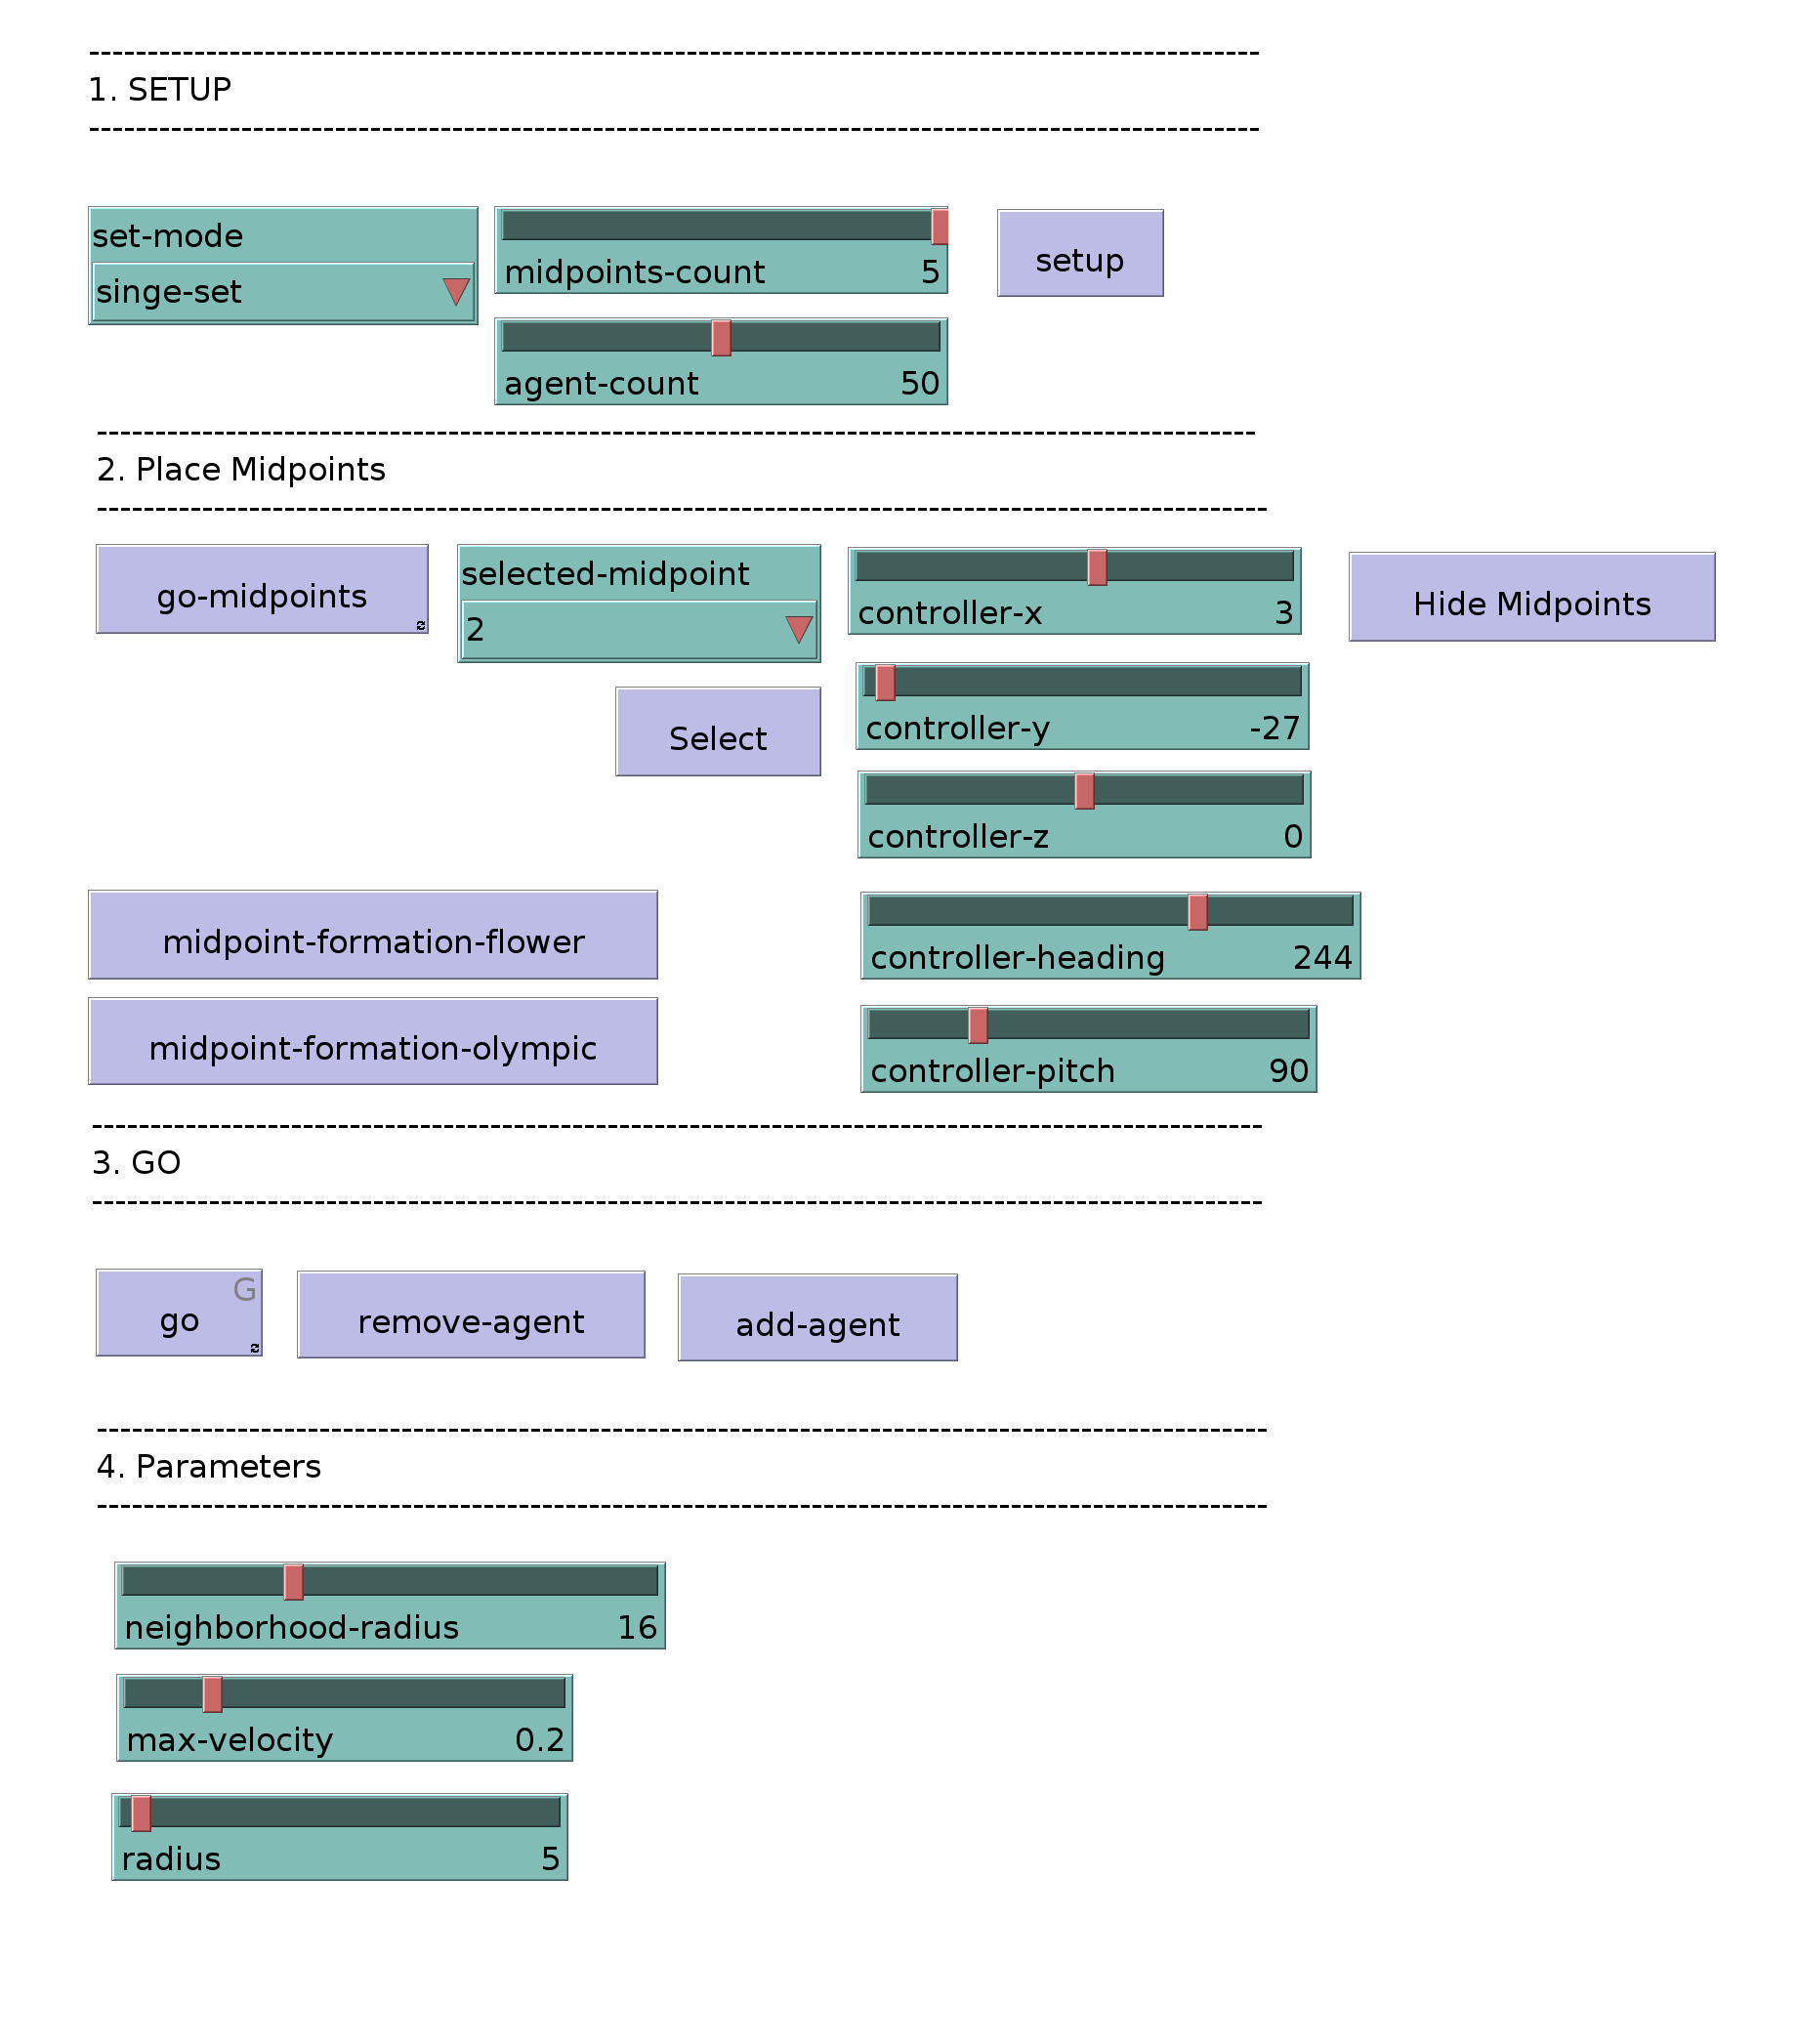 ------------------------------------------------------------------------------------------
1. SETUP
------------------------------------------------------------------------------------------
set-mode
singe-set
midpoints-count 5
setup
agent-count 50
------------------------------------------------------------------------------------------
2. Place Midpoints
------------------------------------------------------------------------------------------
go-midpoints
selected-midpoint
2
controller-x 3
Hide Midpoints
Select
controller-y -27
controller-z 0
midpoint-formation-flower
controller-heading 244
midpoint-formation-olympic
controller-pitch 90
------------------------------------------------------------------------------------------
3. GO
------------------------------------------------------------------------------------------
G
go
remove-agent
add-agent
------------------------------------------------------------------------------------------
4. Parameters
------------------------------------------------------------------------------------------
neighborhood-radius 16
max-velocity 0.2
radius 5